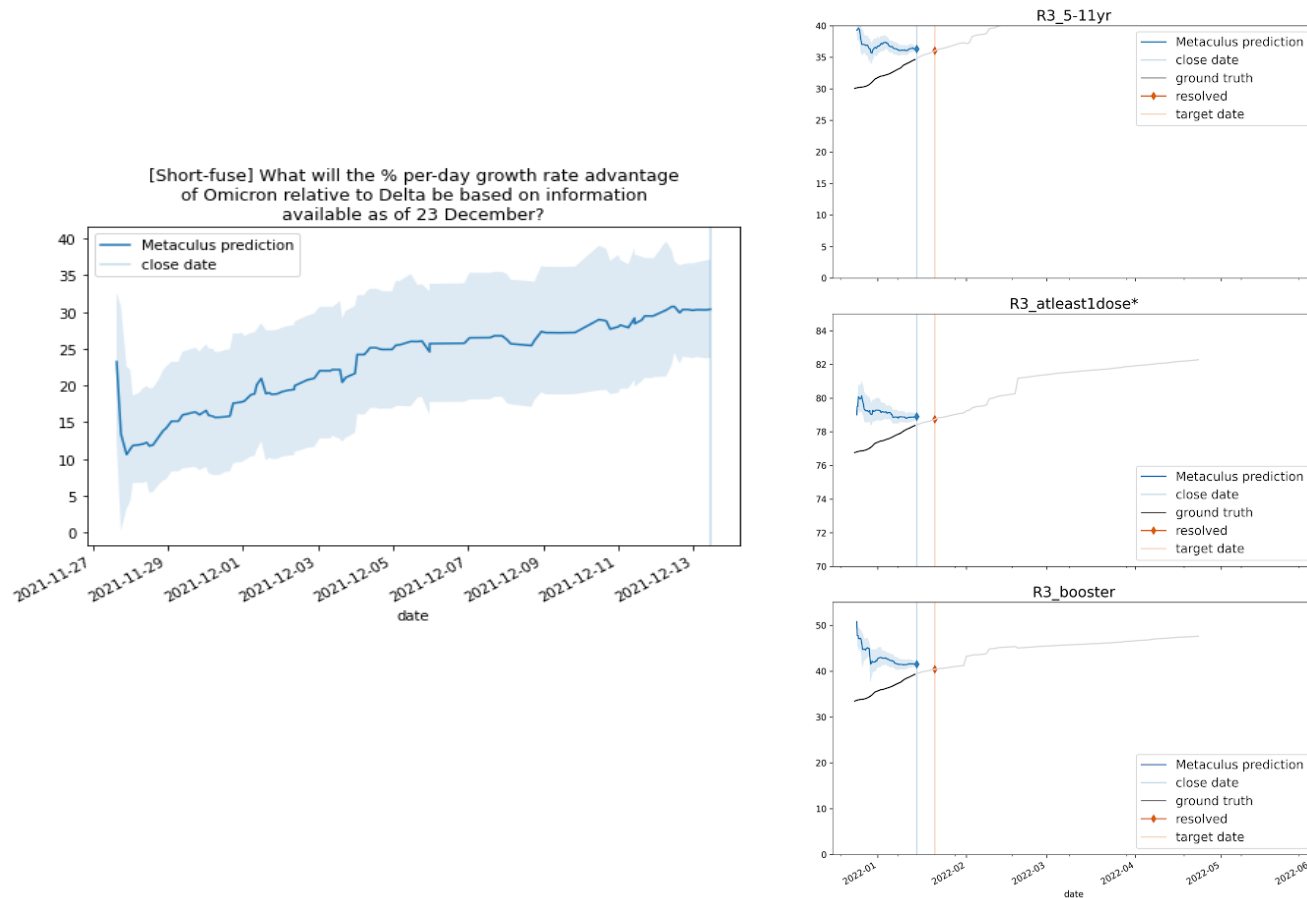 [Short-fuse] What will the % per-day growth rate advantage
of Omicron relative to Delta be based on information
available as of 23 December?
Metaculus prediction
close date
40
35
30
25
20
15
10
5
0
2021-11-27
2021-11-29
2021-12-01
2021-12-03
2021-12-05
2021-12-07
2021-12-09
2021-12-11
2021-12-13
date
R3_5-11yr
Metaculus prediction
close date
ground truth
resolved
target date
40
35
30
25
20
15
10
5
0
R3_atleast1dose*
84
82
80
78
76
74
72
70
Metaculus prediction
close date
ground truth
resolved
target date
R3_booster
50
40
30
20
10
0
Metaculus prediction
close date
ground truth
resolved
target date
2022-01
2022-02
2022-03
2022-04
2022-05
2022-06
date